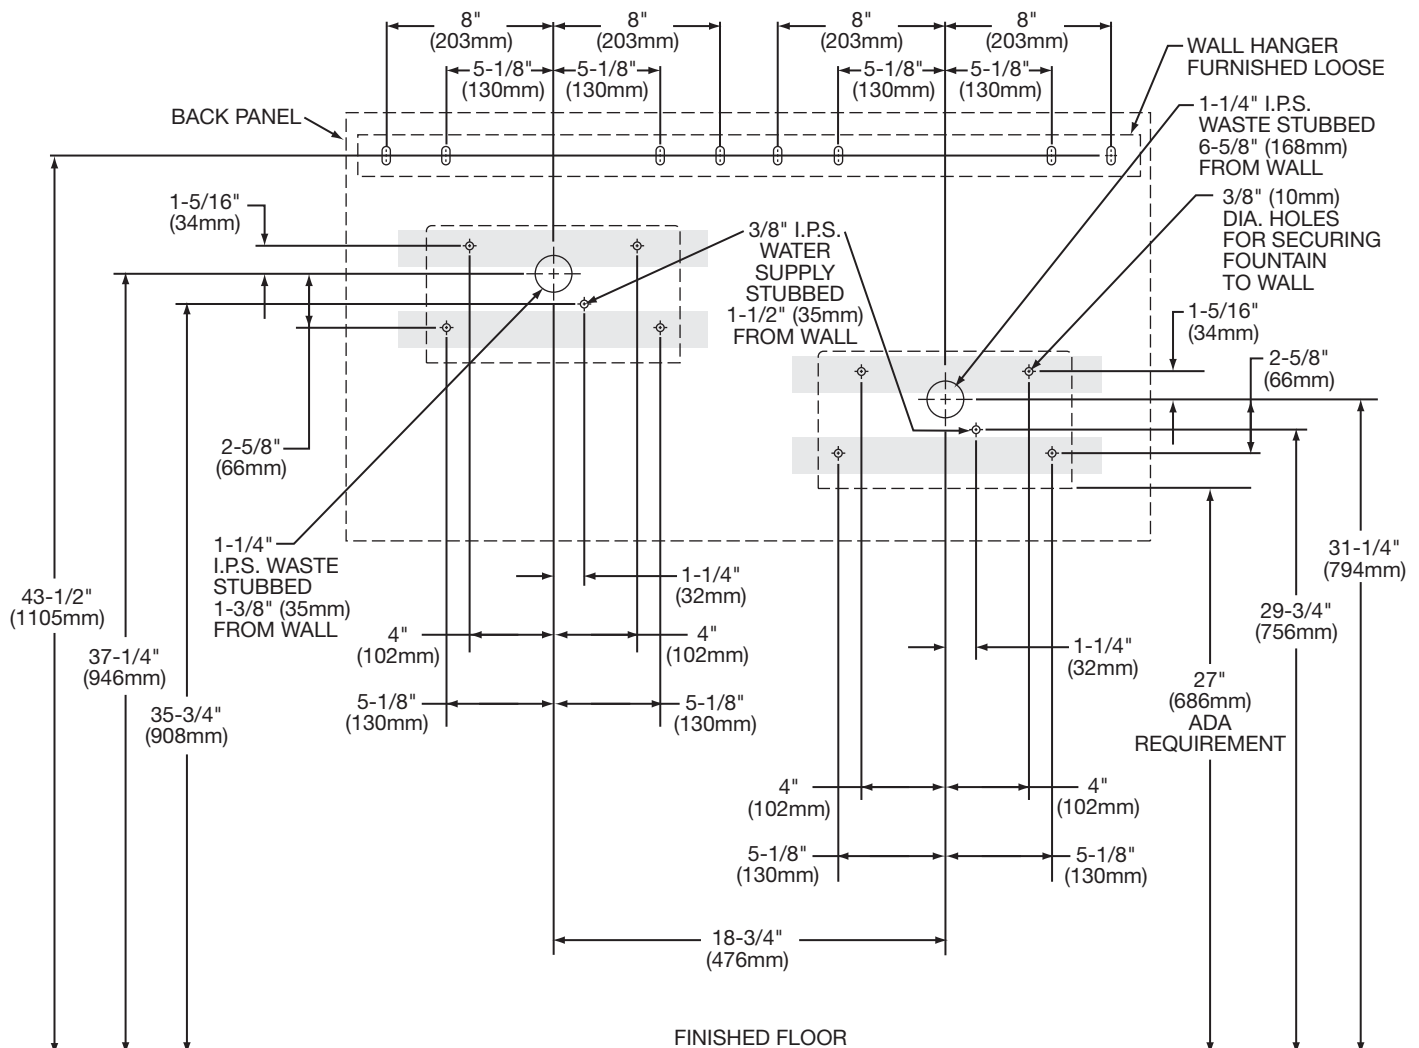 8"
(203mm)
8"
(203mm)
8"
(203mm)
8"
(203mm)
5-1/8"
(130mm)
5-1/8"
(130mm)
5-1/8"
(130mm)
5-1/8"
(130mm)
WALL HANGER
FURNISHED LOOSE
BACK PANEL
1-1/4" I.P.S.
WASTE STUBBED
6-5/8" (168mm)
FROM WALL
1-5/16"
(34mm)
3/8" I.P.S.
WATER
SUPPLY
STUBBED
1-1/2" (35mm)
FROM WALL
3/8" (10mm)
DIA. HOLES
FOR SECURING
FOUNTAIN
TO WALL
1-5/16"
(34mm)
2-5/8"
(66mm)
2-5/8"
(66mm)
1-1/4"
I.P.S. WASTE
STUBBED
1-3/8" (35mm)
FROM WALL
43-1/2"
(1105mm)
37-1/4"
(946mm)
35-3/4"
(908mm)
1-1/4"
(32mm)
4"
(102mm)
4"
(102mm)
5-1/8"
(130mm)
5-1/8"
(130mm)
31-1/4"
(794mm)
29-3/4"
(756mm)
1-1/4"
(32mm)
27"
(686mm)
ADA
REQUIREMENT
4"
(102mm)
4"
(102mm)
5-1/8"
(130mm)
5-1/8"
(130mm)
18-3/4"
(476mm)
FINISHED FLOOR